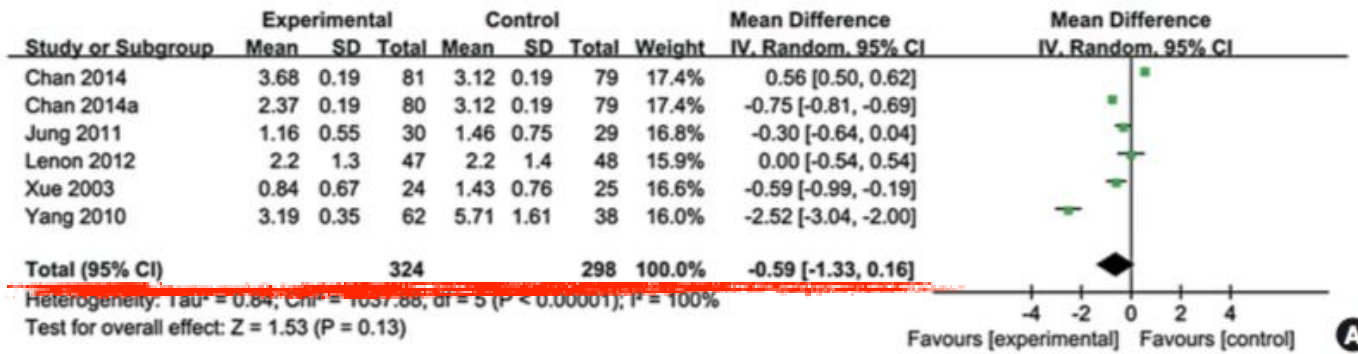 Experimental Control Mean Difference Mean Difference
Study or Subgroup Mean SD Total Mean SD Total Weight IV, Random, 95% CI IV, Random, 95% CI
Chan 2014 3.68 0.19 81 3.12 0.19 79 17.4% 0.56 [0.50, 0.62]
Chan 2014a 2.37 0.19 80 3.12 0.19 79 17.4% -0.75 [-0.81, -0.69]
Jung 2011 1.16 0.55 30 1.46 0.75 29 16.8% -0.30 [-0.64, 0.04]
Lenon 2012 2.2 1.3 47 2.2 1.4 48 15.9% 0.00 [-0.54, 0.54]
Xue 2003 0.84 0.67 24 1.43 0.76 25 16.6% -0.59 [-0.99, -0.19]
Yang 2010 3.19 0.35 62 5.71 1.61 38 16.0% -2.52 [-3.04, -2.00]
Total (95% CI) 324 298 100.0% -0.59 [-1.33, 0.16]
Heterogeneity: Tau² = 0.84; Chi² = 1037.88, df = 5 (P < 0.00001); I² = 100%
Test for overall effect: Z = 1.53 (P = 0.13)
-4 -2 0 2 4
Favours [experimental] Favours [control]
A